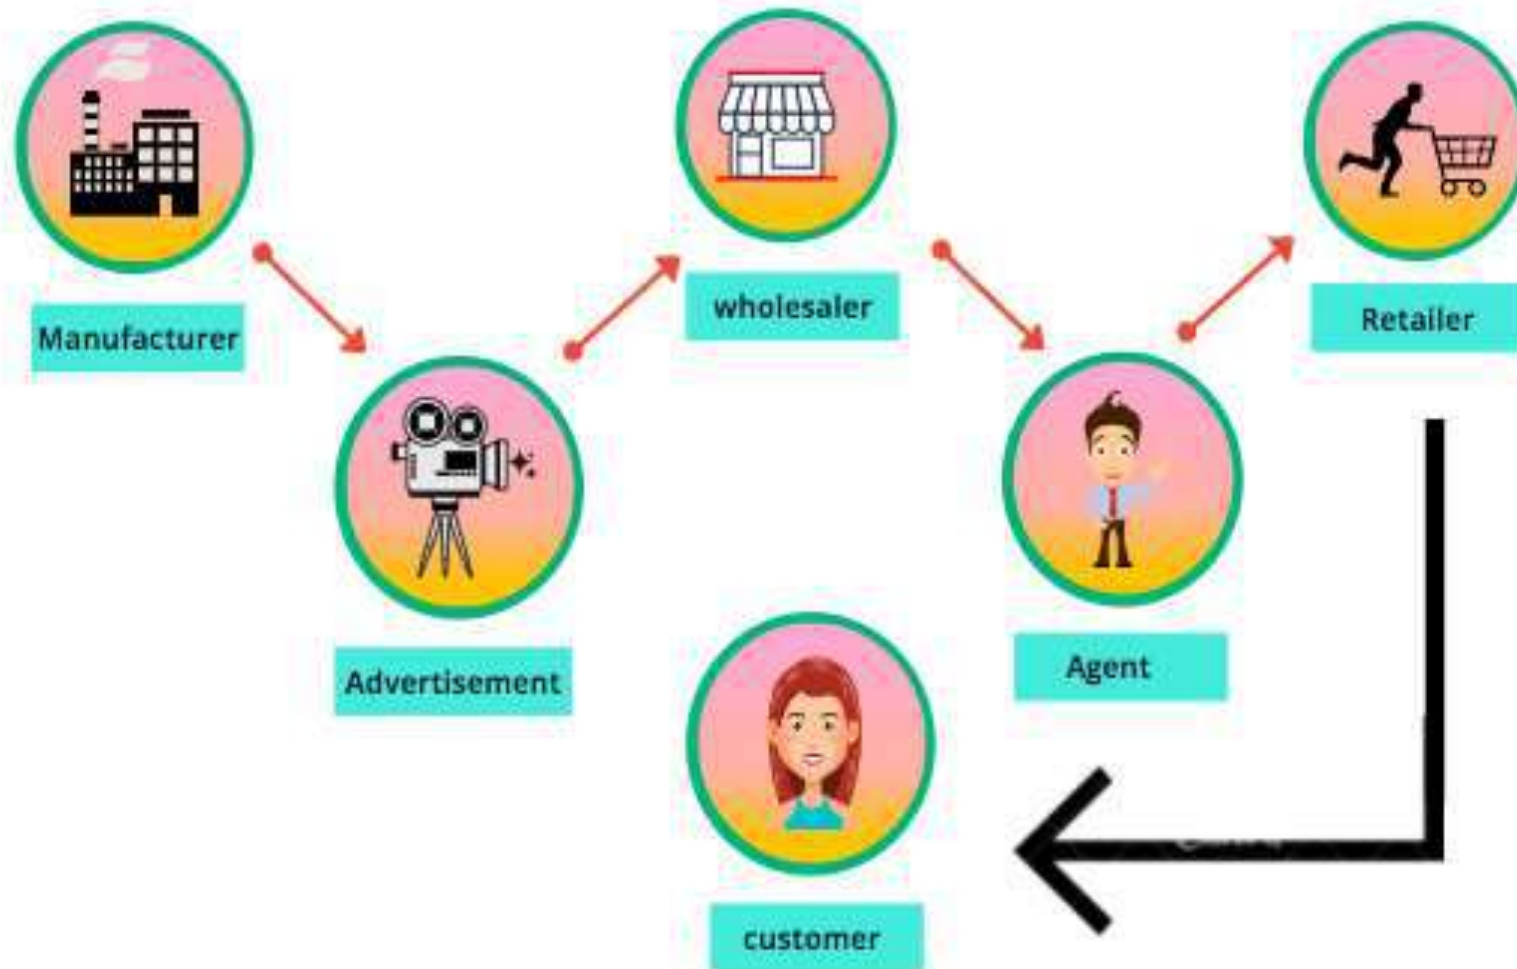 Manufacturer
wholesaler
Retailer
Advertisement
Agent
customer